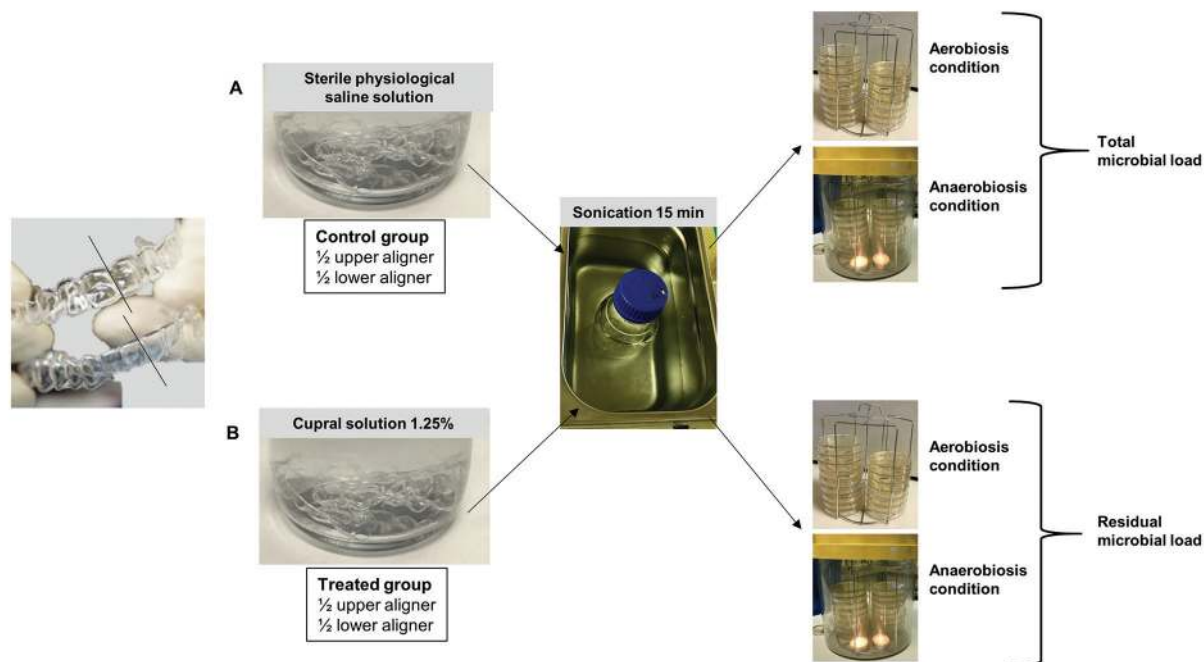 A
Sterile physiological
saline solution
Control group
½ upper aligner
½ lower aligner
Sonication 15 min
Aerobiosis
condition
Anaerobiosis
condition
Total
microbial load
B
Cupral solution 1.25%
Treated group
½ upper aligner
½ lower aligner
Aerobiosis
condition
Anaerobiosis
condition
Residual
microbial load